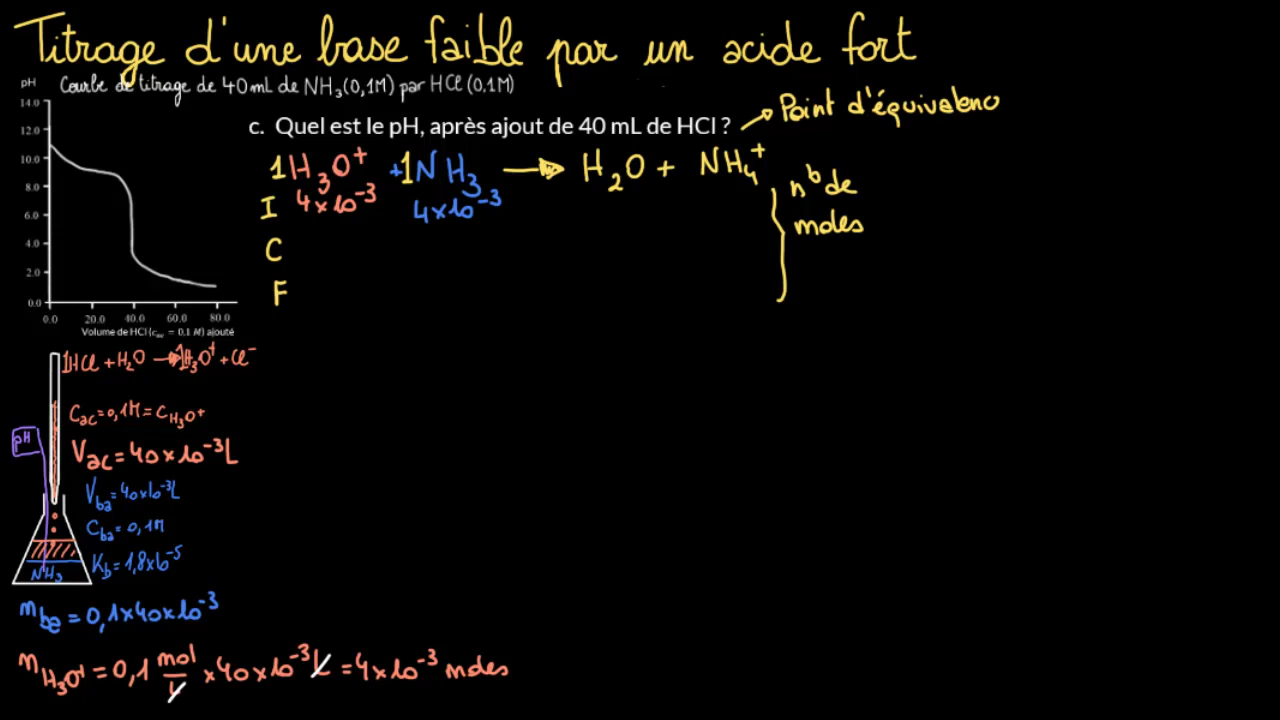 Titrage d'une base faible par un acide fort
pH Courbe de titrage de 40 mL de NH₃ (0,1M) par HCl (0.1M)
14.0
12.0
10.0
8.0
6.0
4.0
2.0
0.0
0.0 20.0 40.0 60.0 80.0
Volume de HCl (cₐc = 0.1 M) ajouté
c. Quel est le pH, après ajout de 40 mL de HCl ?
Point d'équivalenc
1H₃O⁺ + 1NH₃ → H₂O + NH₄⁺
I 4×10⁻³ 4×10⁻³
C
F
nᵇ de
moles
1HCl + H₂O → 1H₃O⁺ + Cl⁻
Cac = 0,1M = C H₃O⁺
Vac = 40×10⁻³L
pH
Vba = 40×10⁻³L
Cba = 0,1M
Kb = 1,8×10⁻⁵
NH₃
nba = 0,1×40×10⁻³
nH₃O⁺ = 0,1 mol/L × 40×10⁻³ L = 4×10⁻³ moles